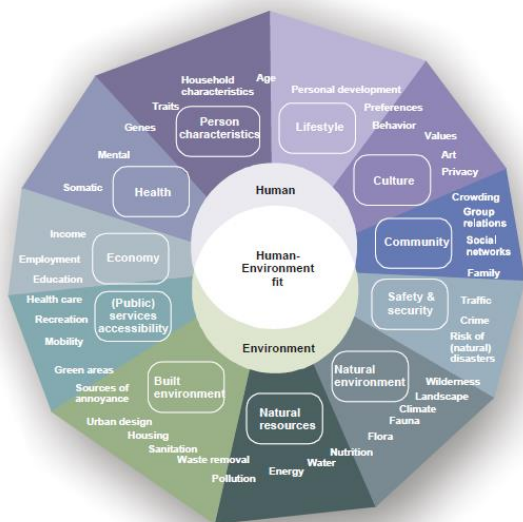 Household
characteristics
Age
Traits
Genes
Person
characteristics
Personal development
Preferences
Behavior
Lifestyle
Values
Art
Privacy
Culture
Crowding
Group
relations
Social
networks
Family
Community
Safety &
security
Traffic
Crime
Risk of
(natural)
disasters
Natural
environment
Wilderness
Landscape
Climate
Fauna
Flora
Nutrition
Natural
resources
Water
Energy
Pollution
Built
environment
Green areas
Sources of
annoyance
Urban design
Housing
Sanitation
Waste removal
(Public)
services
accessibility
Health care
Recreation
Mobility
Economy
Income
Employment
Education
Health
Mental
Somatic
Human
Human-
Environment
fit
Environment